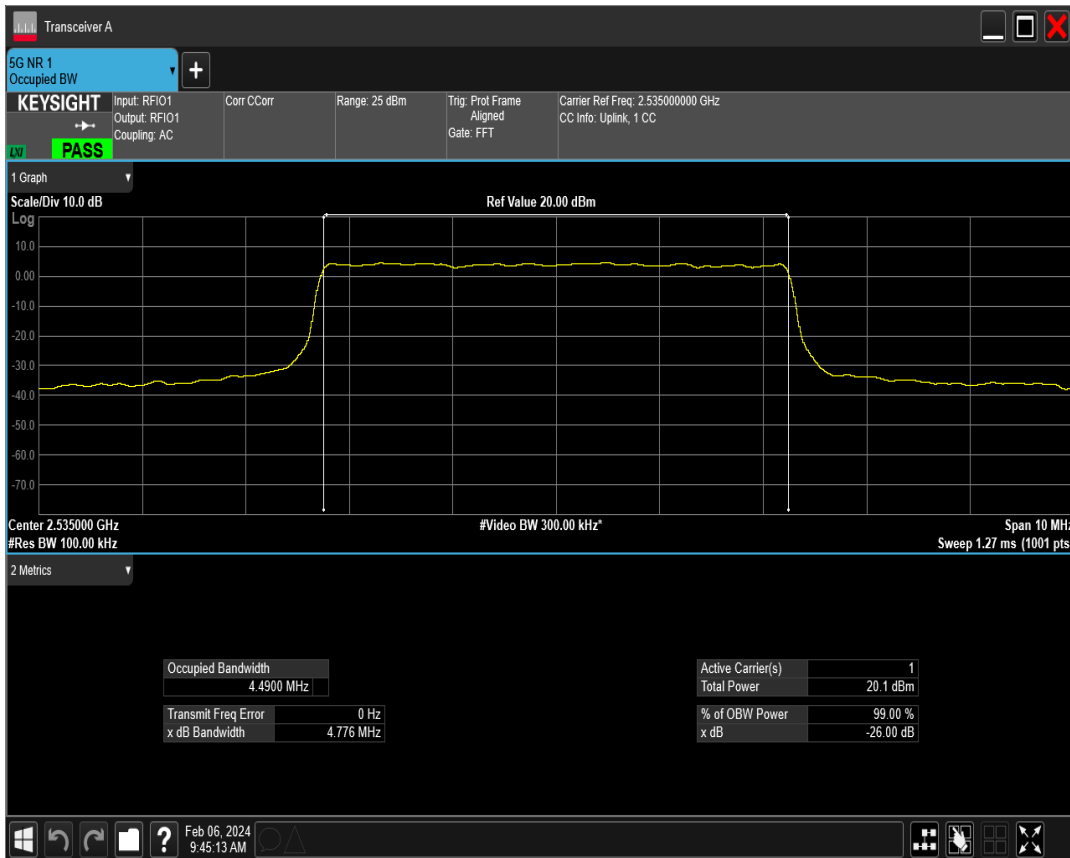 Transceiver A
5G NR 1
Occupied BW
+
KEYSIGHT
LXI
PASS
Input: RFIO1
Output: RFIO1
Coupling: AC
Corr CCorr
Range: 25 dBm
Trig: Prot Frame
Aligned
Gate: FFT
Carrier Ref Freq: 2.535000000 GHz
CC Info: Uplink, 1 CC
1 Graph
Scale/Div 10.0 dB
Ref Value 20.00 dBm
Log
10.0
0.00
-10.0
-20.0
-30.0
-40.0
-50.0
-60.0
-70.0
Center 2.535000 GHz
#Video BW 300.00 kHz*
Span 10 MHz
#Res BW 100.00 kHz
Sweep 1.27 ms (1001 pts
2 Metrics
Occupied Bandwidth
4.4900 MHz
Transmit Freq Error 0 Hz
x dB Bandwidth 4.776 MHz
Active Carrier(s) 1
Total Power 20.1 dBm
% of OBW Power 99.00 %
x dB -26.00 dB
?
Feb 06, 2024
9:45:13 AM